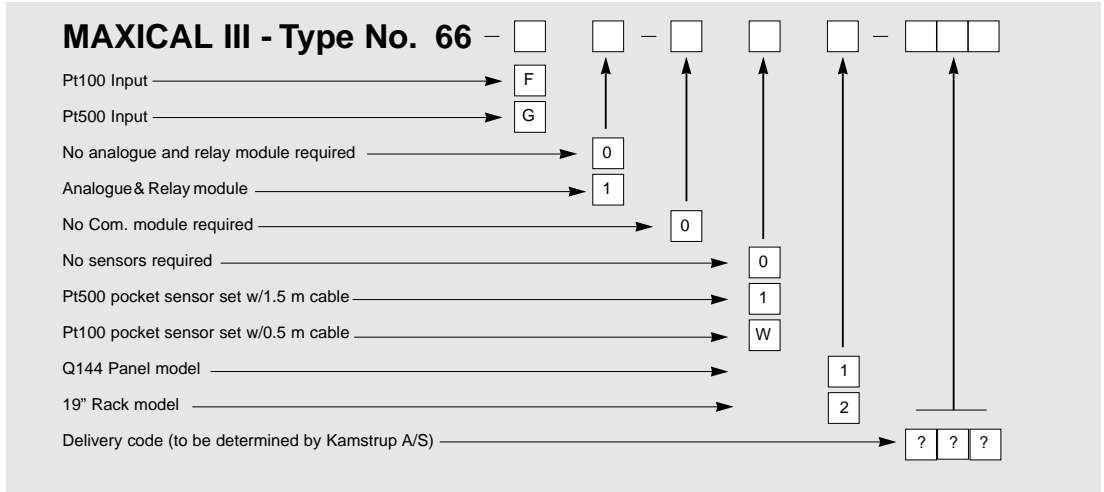 MAXICAL III - Type No. 66 - -  -
Pt100 Input F
Pt500 Input G
No analogue and relay module required 0
Analogue & Relay module 1
No Com. module required 0
No sensors required 0
Pt500 pocket sensor set w/1.5 m cable 1
Pt100 pocket sensor set w/0.5 m cable W
Q144 Panel model 1
19” Rack model 2
Delivery code (to be determined by Kamstrup A/S) ? ? ?